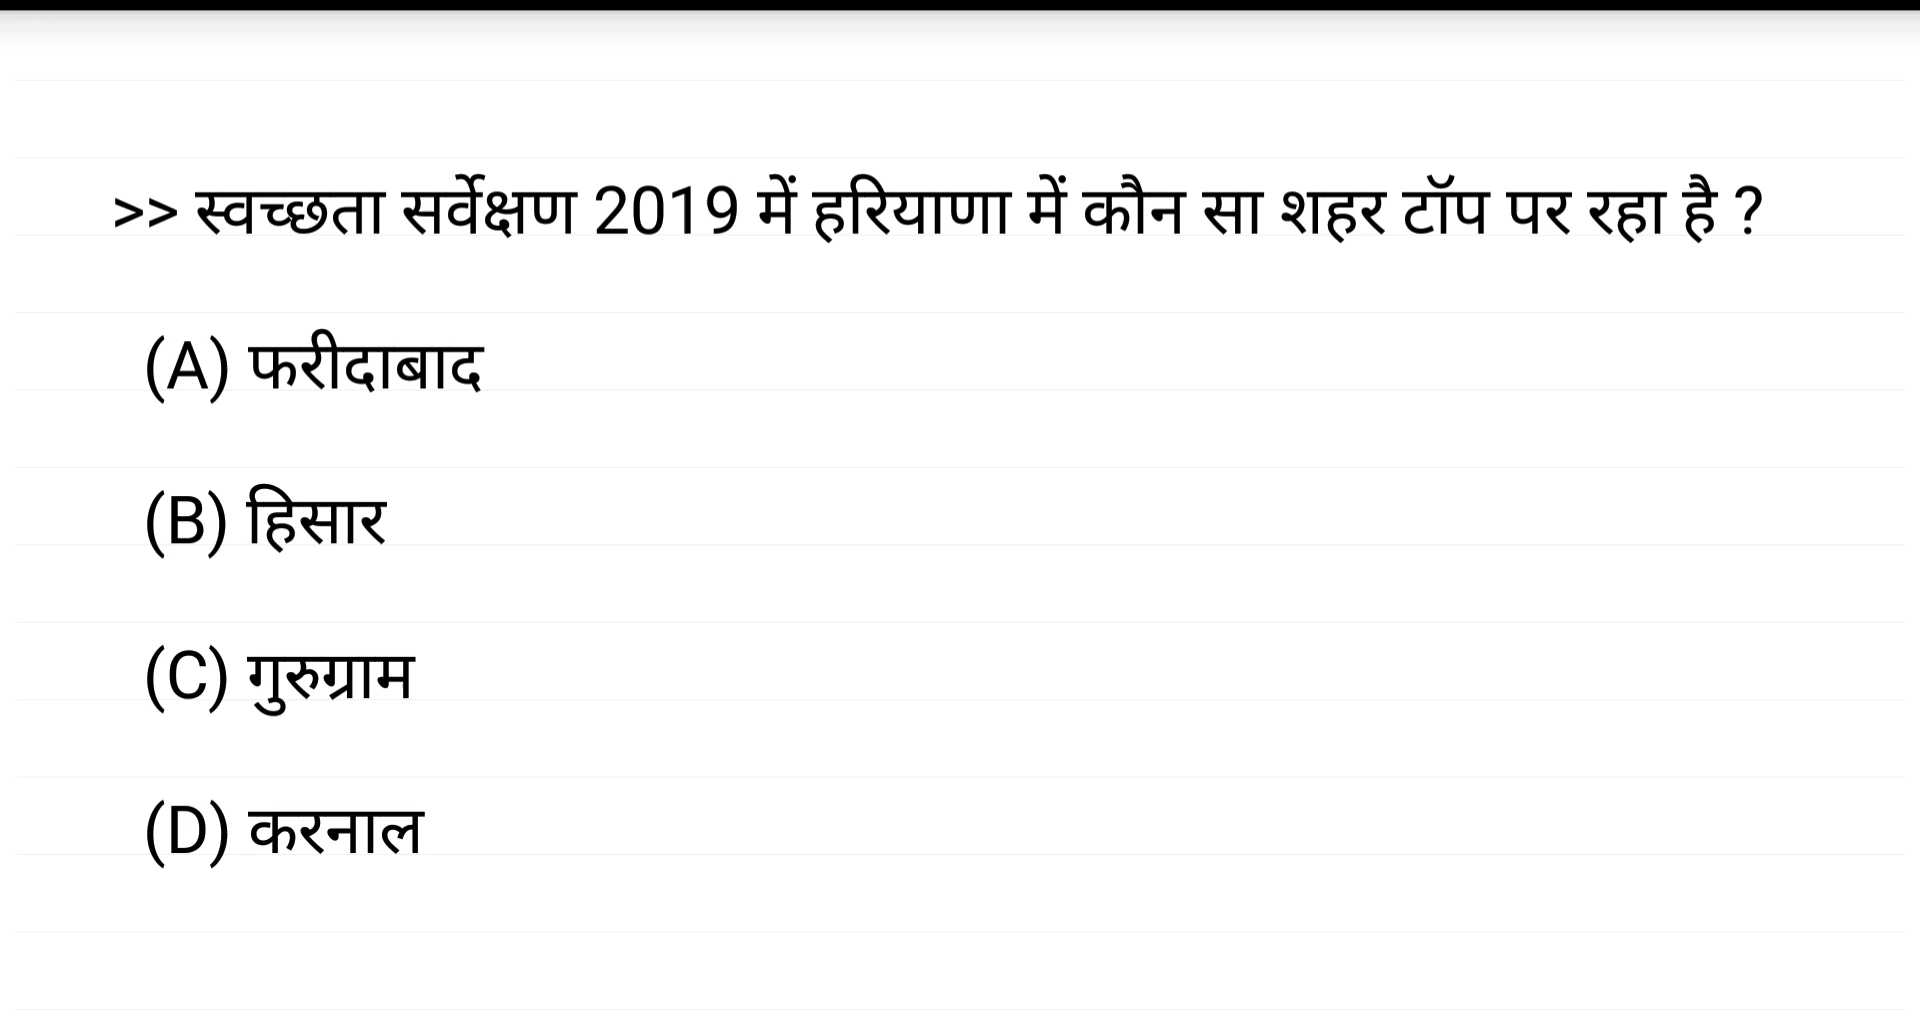 >> स्वच्छता सर्वेक्षण 2019 में हरियाणा में कौन सा शहर टॉप पर रहा है ?
(A) फरीदाबाद
(B) हिसार
(C) गुरुग्राम
(D) करनाल